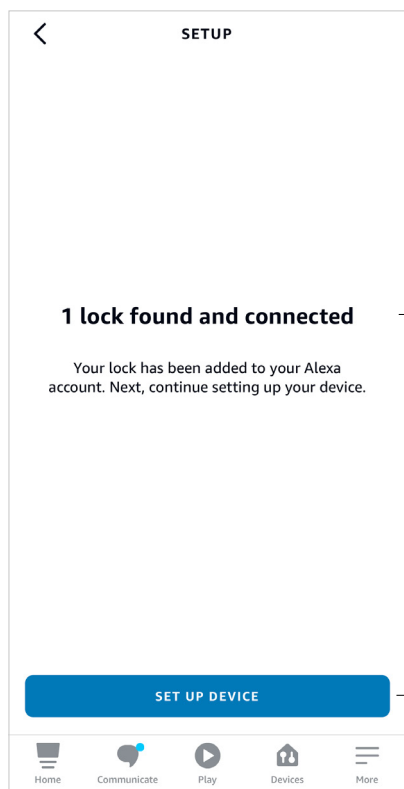 SETUP
1 lock found and connected
Your lock has been added to your Alexa
account. Next, continue setting up your device.
SET UP DEVICE
Home Communicate Play Devices More